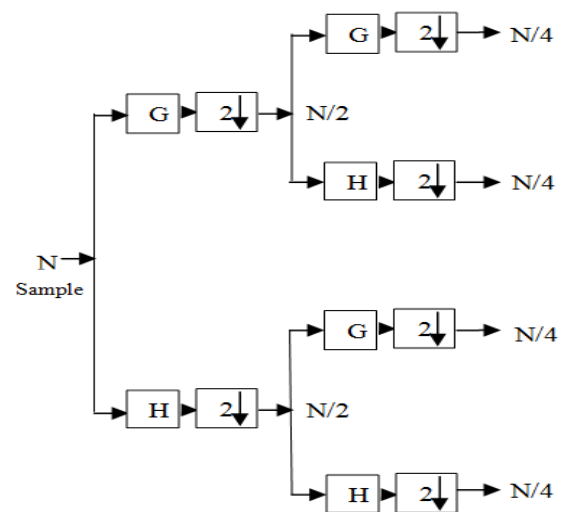 G 2↓ N/4
G 2↓ N/2
H 2↓ N/4
N
Sample
G 2↓ N/4
H 2↓ N/2
H 2↓ N/4